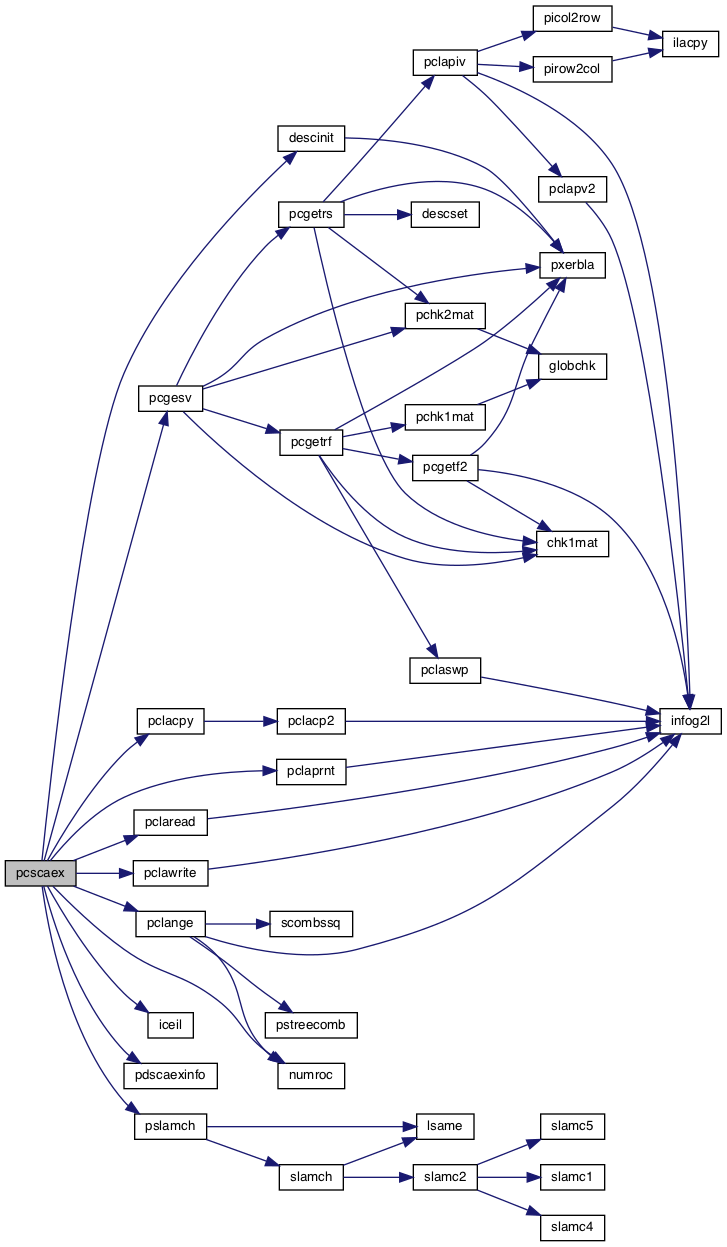 picol2row
ilacpy
pclapiv
pirow2col
descinit
pclapv2
pcgetrs
descset
pxerbla
pchk2mat
globchk
pcgesv
pchk1mat
pcgetrf
pcgetf2
chk1mat
pclaswp
pclacpy
pclacp2
infog2l
pclaprnt
pclaread
pcscaex
pclawrite
pclange
scombssq
iceil
pstreecomb
pdscaexinfo
numroc
pslamch
lsame
slamc5
slamch
slamc2
slamc1
slamc4